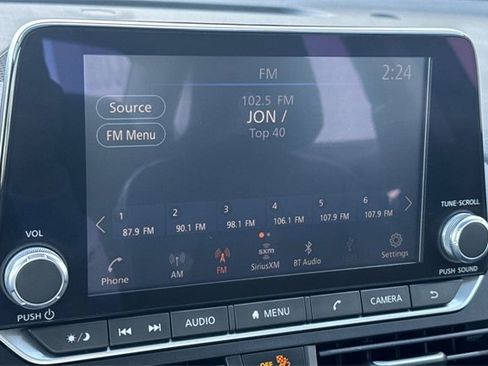 FM 2:24
Source 102.5 FM
JON /
FM Menu Top 40
1 2 3 4 5 6
87.9 FM 90.1 FM 98.1 FM 106.1 FM 107.9 FM 107.9 FM
Phone AM FM sxm SiriusXM BT Audio Settings
VOL
PUSH
TUNE-SCROLL
PUSH SOUND
AUDIO MENU CAMERA
OFF